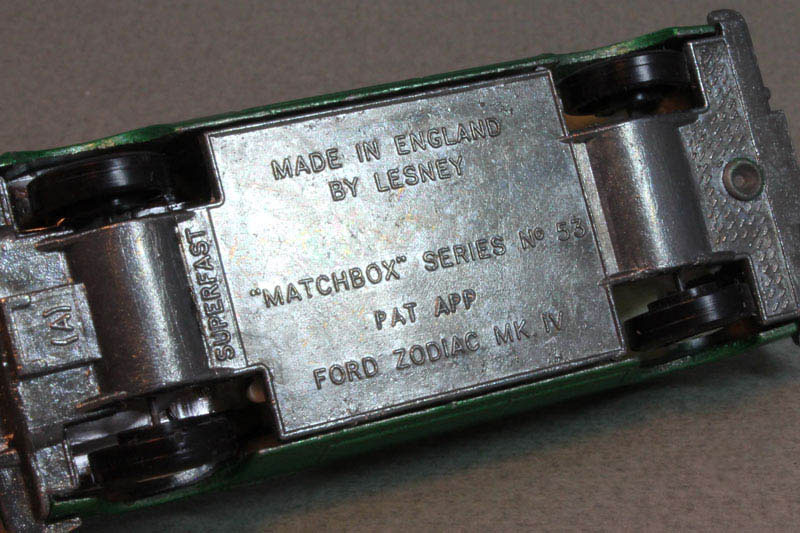 MADE IN ENGLAND
BY LESNEY
"MATCHBOX" SERIES No 53
PAT APP
FORD ZODIAC MK. IV
SUPERFAST
(A)